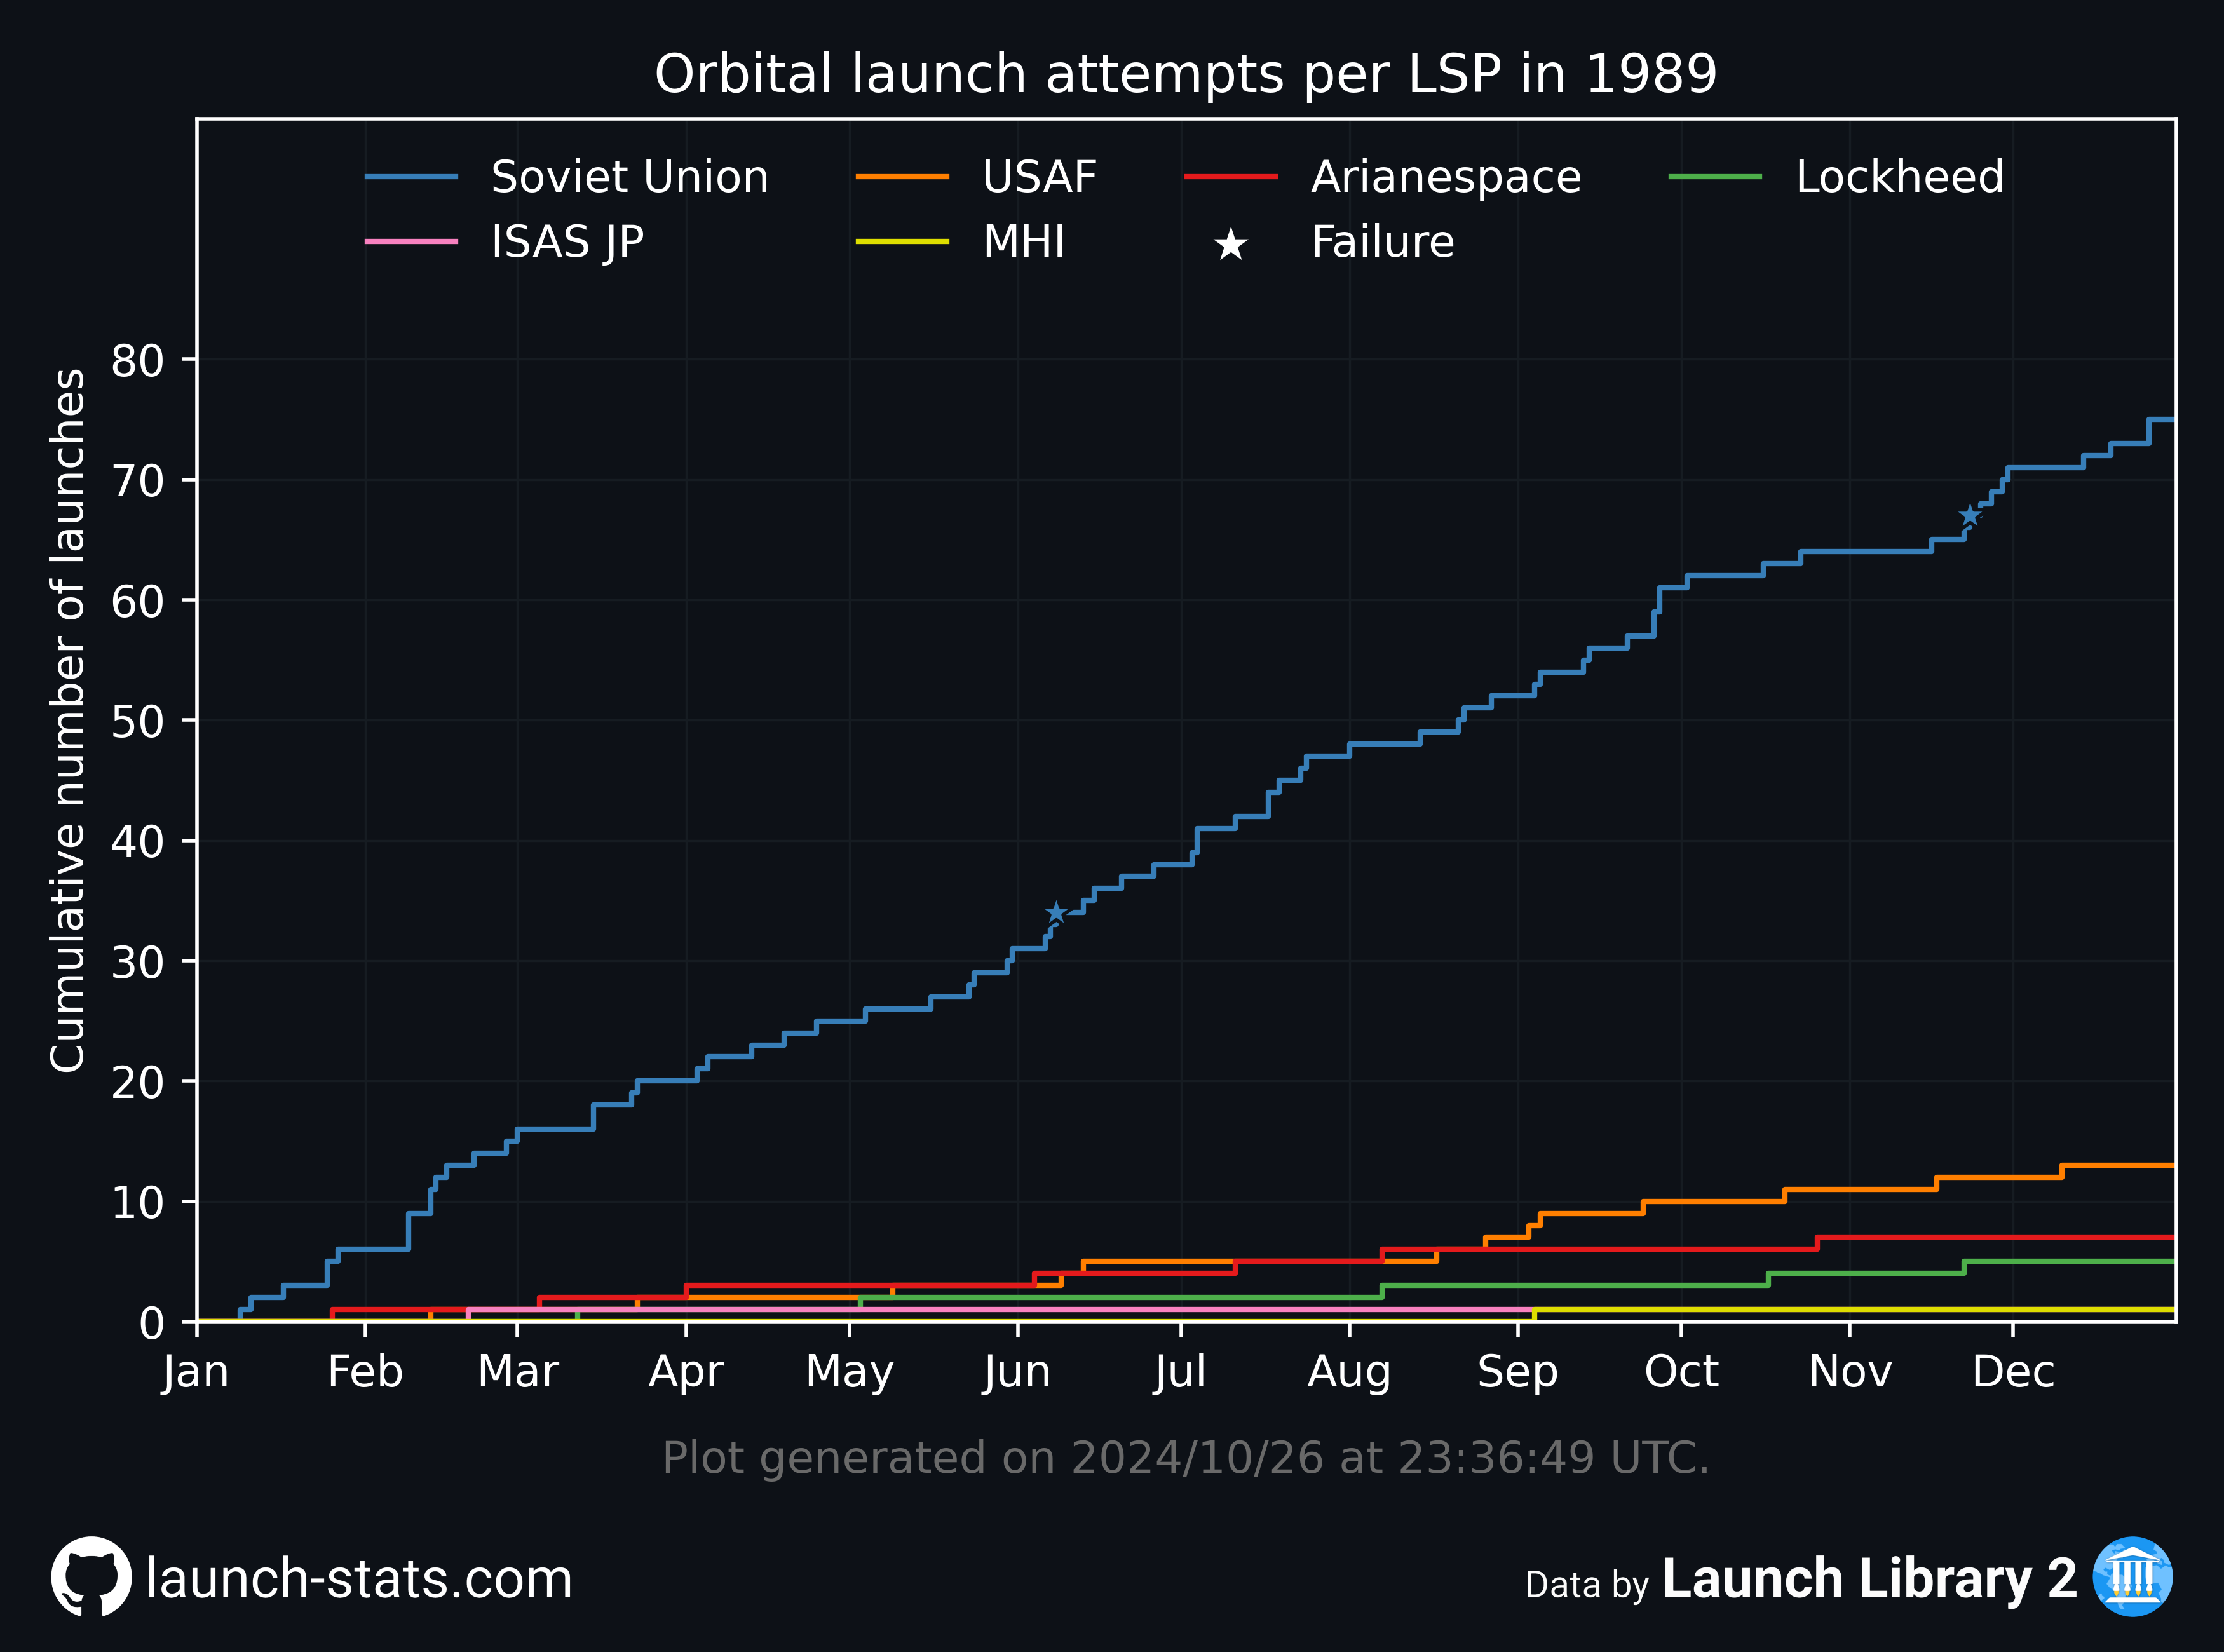 Orbital launch attempts per LSP in 1989
Soviet Union USAF Arianespace Lockheed
ISAS JP MHI Failure
Cumulative number of launches
80
70
60
50
40
30
20
10
0
Jan Feb Mar Apr May Jun Jul Aug Sep Oct Nov Dec
Plot generated on 2024/10/26 at 23:36:49 UTC.
launch-stats.com
Data by Launch Library 2